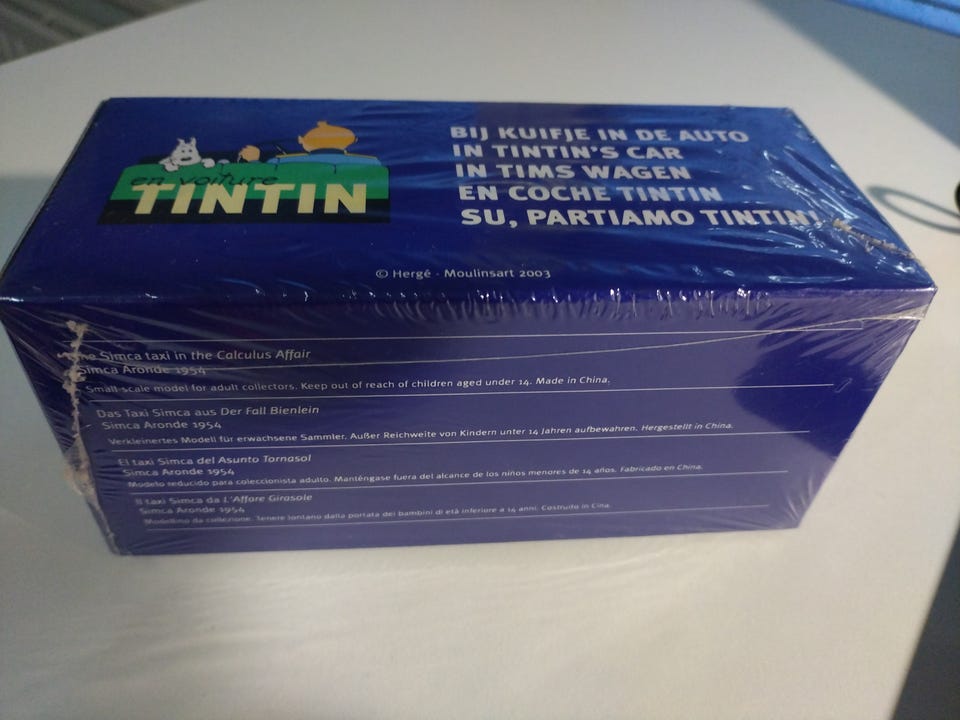 en voiture
TINTIN
BIJ KUIFJE IN DE AUTO
IN TINTIN'S CAR
IN TIMS WAGEN
EN COCHE TINTIN
SU, PARTIAMO TINTIN!
© Hergé · Moulinsart 2003
The Simca taxi in the Calculus Affair
Simca Aronde 1954
Small-scale model for adult collectors. Keep out of reach of children aged under 14. Made in China.
Das Taxi Simca aus Der Fall Bienlein
Simca Aronde 1954
Verkleinertes Modell für erwachsene Sammler. Außer Reichweite von Kindern unter 14 Jahren aufbewahren. Hergestellt in China.
El taxi Simca del Asunto Tornasol
Simca Aronde 1954
Modelo reducido para coleccionista adulto. Manténgase fuera del alcance de los niños menores de 14 años. Fabricado en China.
Il taxi Simca da L'Affare Girasole
Simca Aronde 1954
Modellino da collezione. Tenere lontano dalla portata dei bambini di età inferiore a 14 anni. Costruito in Cina.